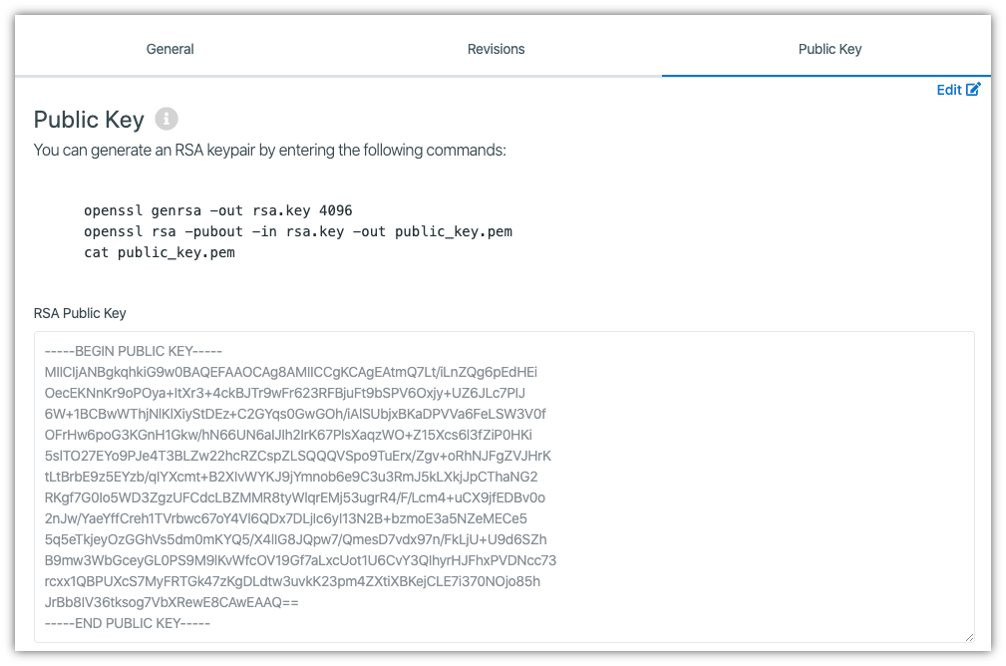 General
Revisions
Public Key
Edit
Public Key
You can generate an RSA keypair by entering the following commands:
openssl genrsa -out rsa.key 4096
openssl rsa -pubout -in rsa.key -out public_key.pem
cat public_key.pem
RSA Public Key
-----BEGIN PUBLIC KEY-----
MIICIjANBgkqhkiG9w0BAQEFAAOCAg8AMIICCgKCAgEAtmQ7Lt/iLnZQg6pEdHEi
OecEKNnKr9oPOya+ltXr3+4ckBJTr9wFr623RFBjuFt9bSPV6Oxjy+UZ6JLc7PlJ
6W+1BCBwWThjNlKlXiyStDEz+C2GYqs0GwGOh/iAlSUbjxBKaDPVVa6FeLSW3V0f
OFrHw6poG3KGnH1Gkw/hN66UN6alJlh2lrK67PlsXaqzWO+Z15Xcs6l3fZiP0HKi
5slTO27EYo9PJe4T3BLZw22hcRZCspZLSQQQVSpo9TuErx/Zgv+oRhNJFgZVJHrK
tLtBrbE9z5EYzb/qIYXcmt+B2XlvWYKJ9jYmnob6e9C3u3RmJ5kLXkjJpCThaNG2
RKgf7G0lo5WD3ZgzUFCdcLBZMMR8tyWlqrEMj53ugrR4/F/Lcm4+uCX9jfEDBv0o
2nJw/YaeYffCreh1TVrbwc67oY4Vl6QDx7DLjlc6yl13N2B+bzmoE3a5NZeMECe5
5q5eTkjeyOzGGhVs5dm0mKYQ5/X4llG8JQpw7/QmesD7vdx97n/FkLjU+U9d6SZh
B9mw3WbGceyGL0PS9M9lKvWfcOV19Gf7aLxcUot1U6CvY3QlhyrHJFhxPVDNcc73
rcxx1QBPUXcS7MyFRTGk47zKgDLdtw3uvkK23pm4ZXtiXBKejCLE7i370NOjo85h
JrBb8lV36tksog7VbXRewE8CAwEAAQ==
-----END PUBLIC KEY-----